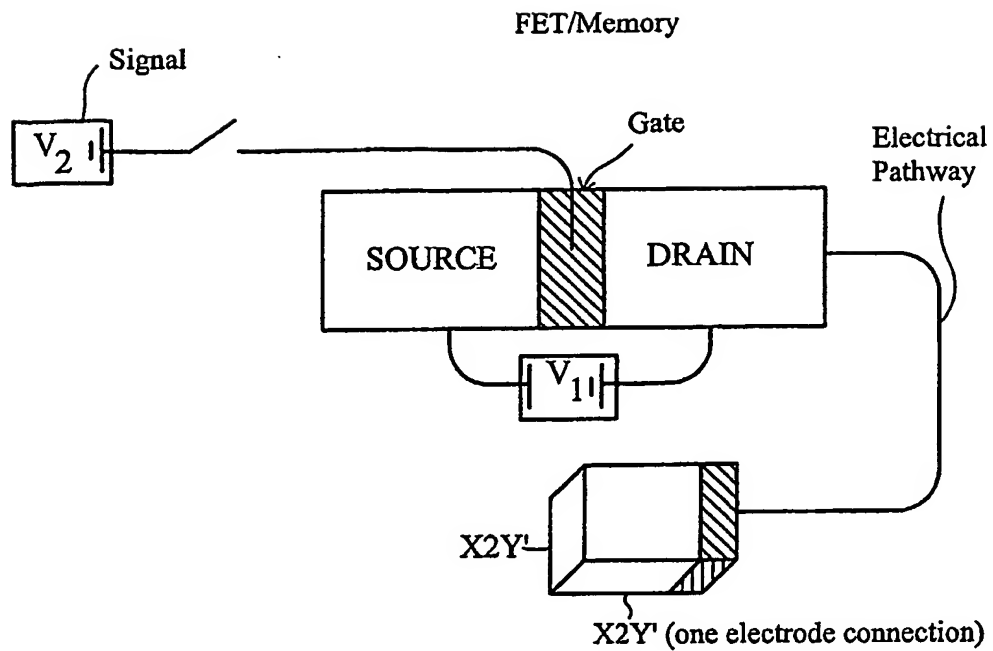 FET/Memory
Signal
V2
Gate
Electrical
Pathway
SOURCE
DRAIN
V1
X2Y'
X2Y' (one electrode connection)